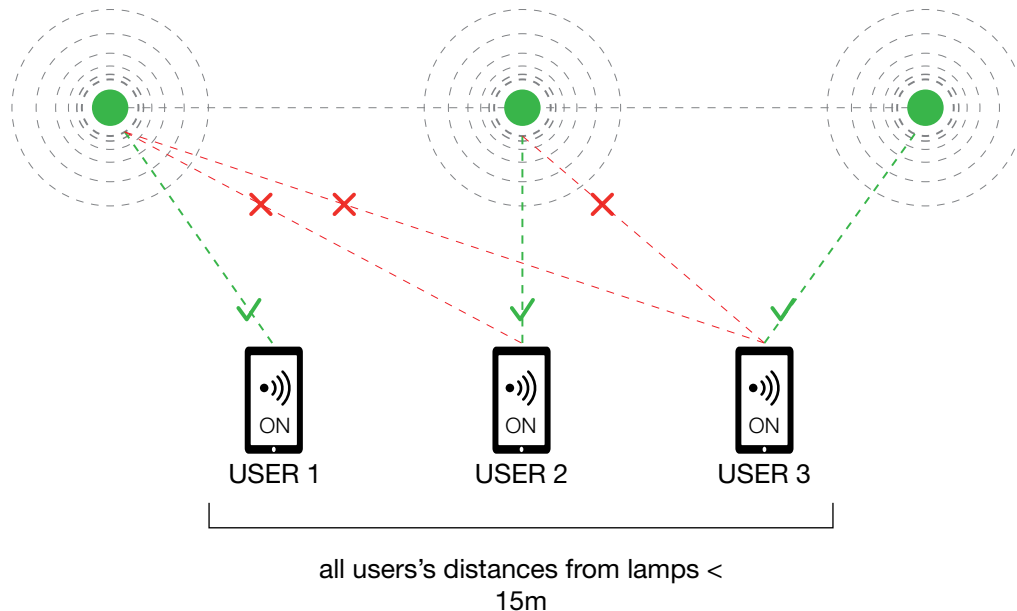 ON
ON
ON
USER 1
USER 2
USER 3
all users's distances from lamps <
15m